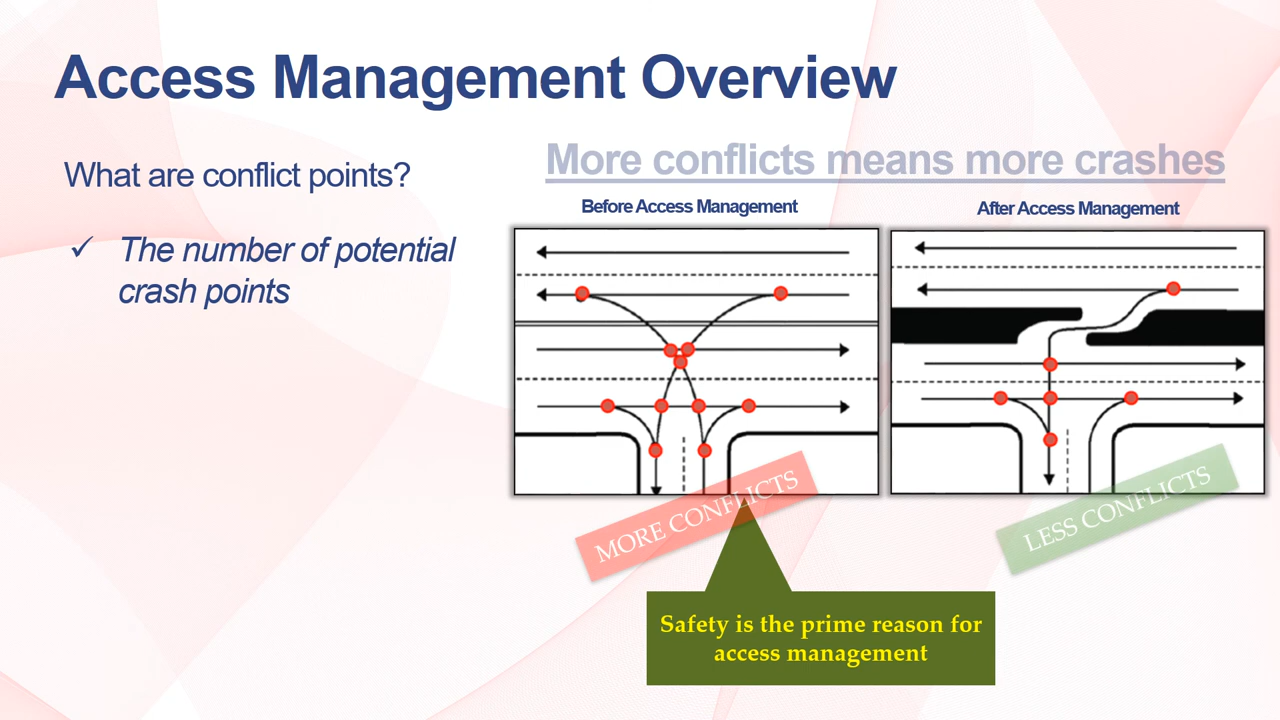 Access Management Overview
What are conflict points?
✓ The number of potential
crash points
More conflicts means more crashes
Before Access Management
After Access Management
MORE CONFLICTS
LESS CONFLICTS
Safety is the prime reason for
access management